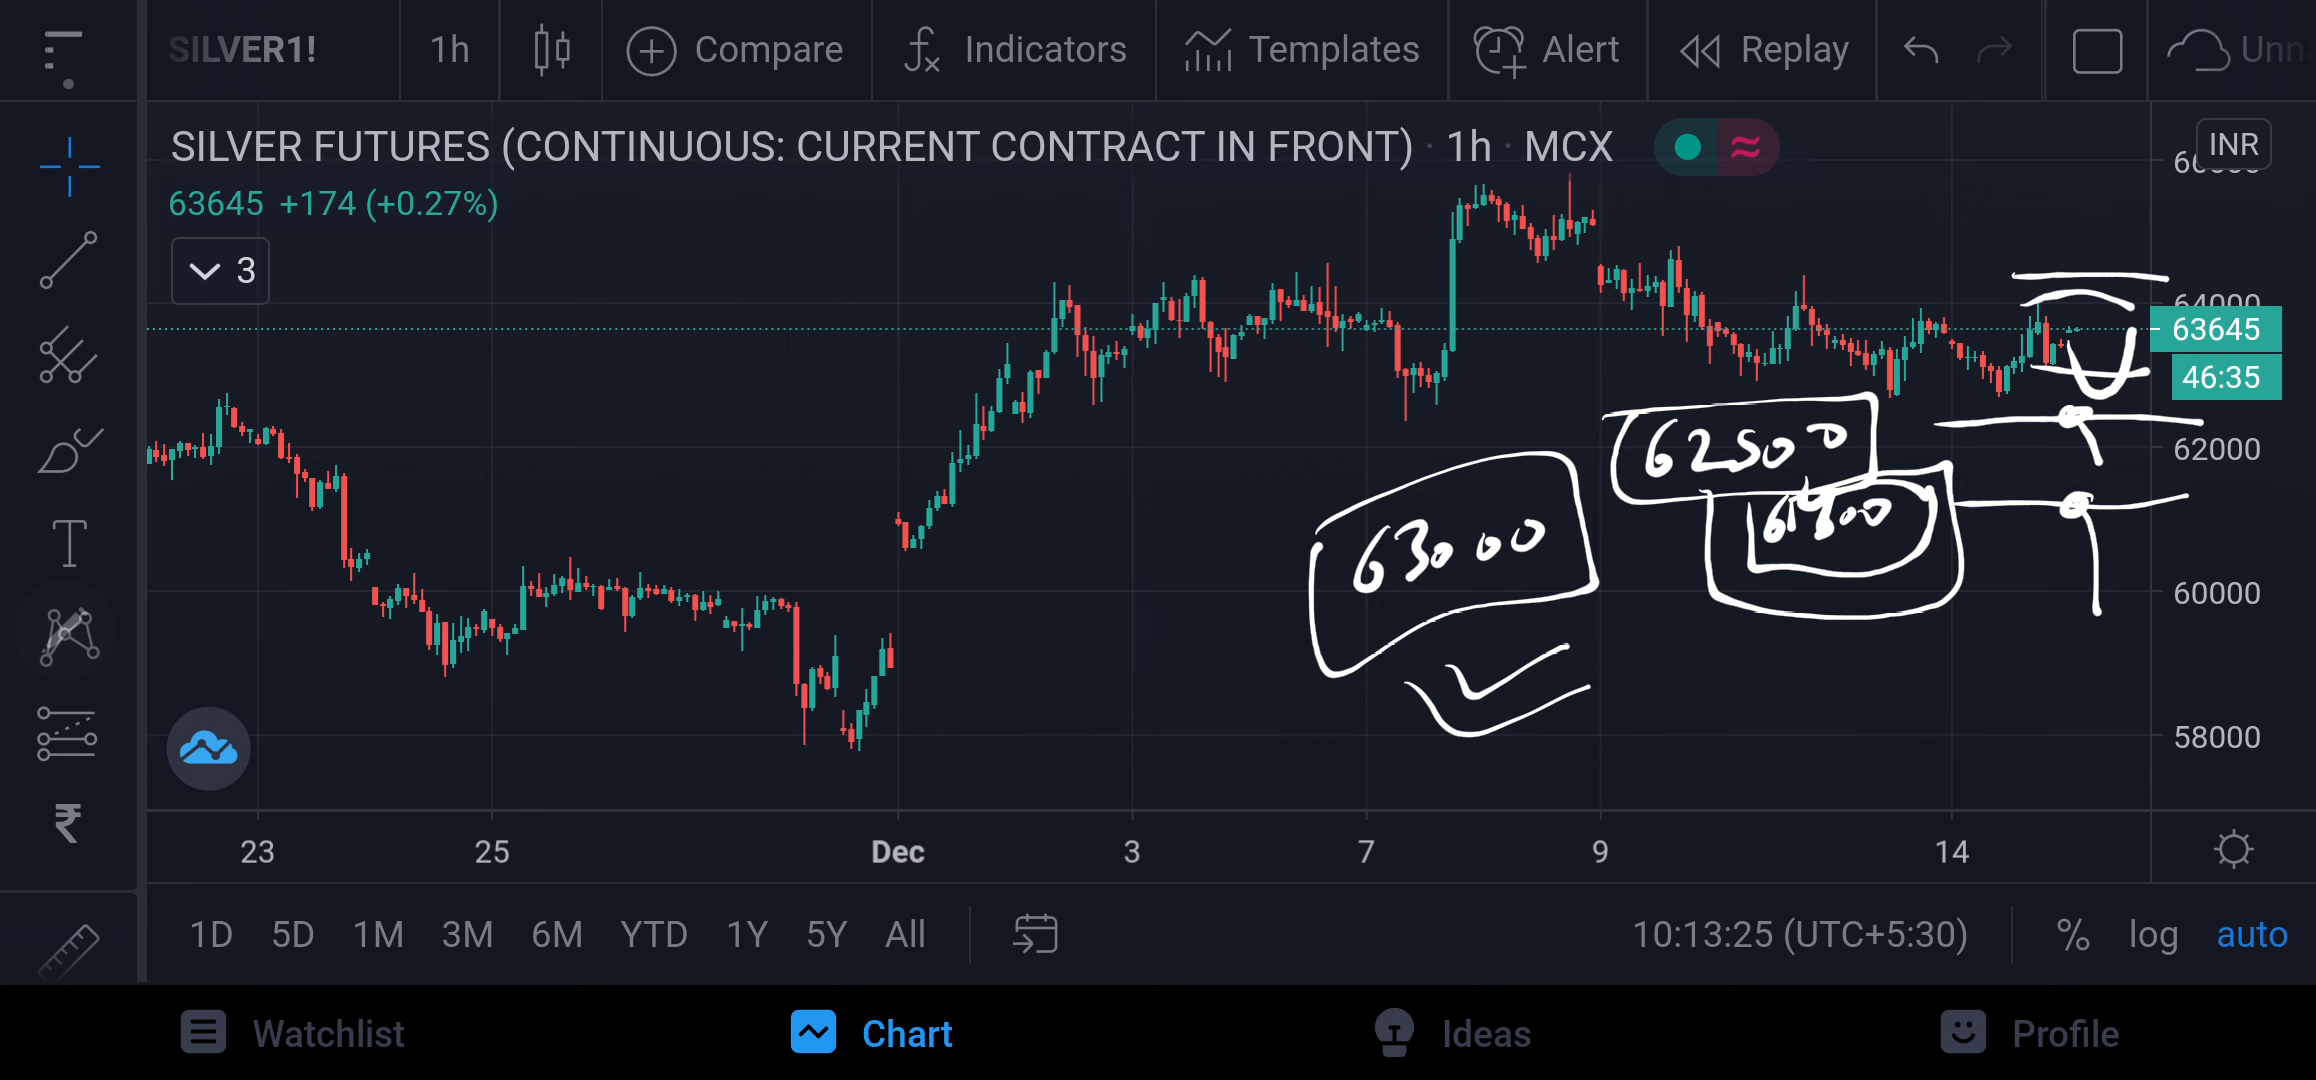 SILVER1! 1h Compare Indicators Templates Alert Replay
SILVER FUTURES (CONTINUOUS: CURRENT CONTRACT IN FRONT) · 1h · MCX
INR
63645 +174 (+0.27%)
3
64000
63645
46:35
62000
60000
58000
62500
63000
23 25 Dec 3 7 9 14
1D 5D 1M 3M 6M YTD 1Y 5Y All 10:13:25 (UTC+5:30) % log auto
Watchlist Chart Ideas Profile